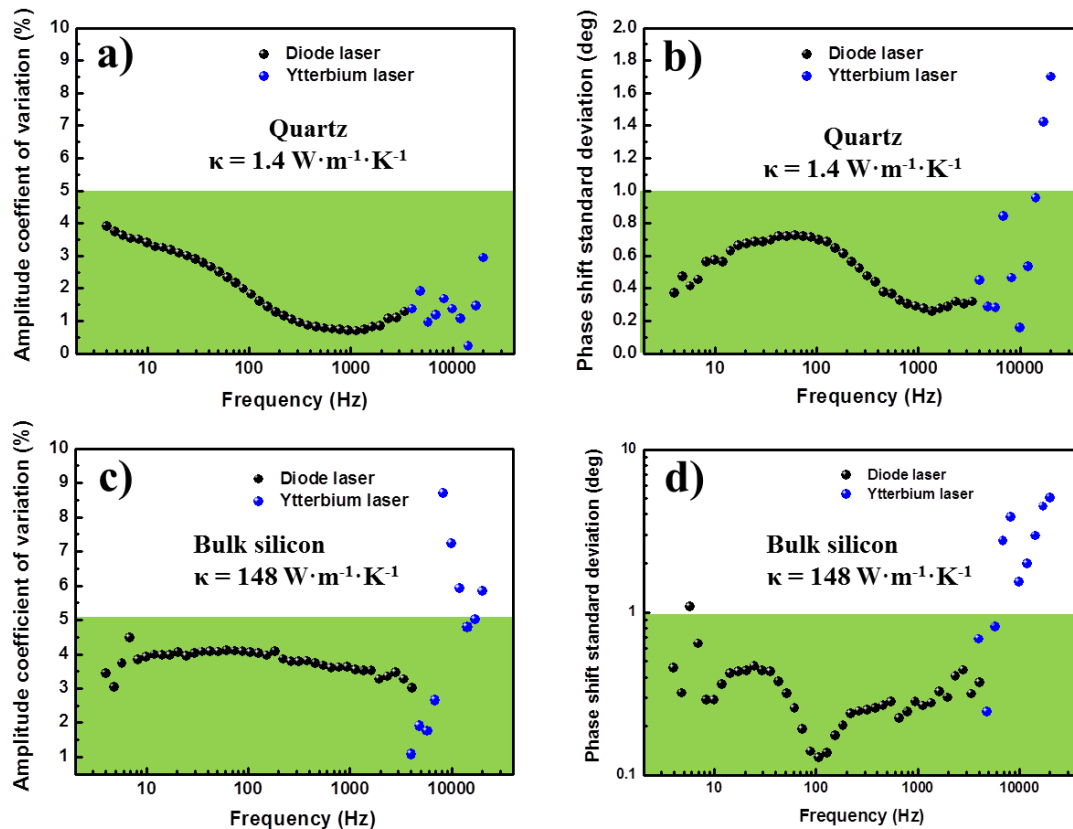 a)
Diode laser
Ytterbium laser
Quartz
κ = 1.4 W·m⁻¹·K⁻¹
Amplitude coeffient of variation (%)
10
9
8
7
6
5
4
3
2
1
0
10 100 1000 10000
Frequency (Hz)
b)
Diode laser
Ytterbium laser
Quartz
κ = 1.4 W·m⁻¹·K⁻¹
Phase shift standard deviation (deg)
2.0
1.8
1.6
1.4
1.2
1.0
0.8
0.6
0.4
0.2
0.0
10 100 1000 10000
Frequency (Hz)
c)
Diode laser
Ytterbium laser
Bulk silicon
κ = 148 W·m⁻¹·K⁻¹
Amplitude coefficient of variation (%)
10
9
8
7
6
5
4
3
2
1
10 100 1000 10000
Frequency (Hz)
d)
Diode laser
Ytterbium laser
Bulk silicon
κ = 148 W·m⁻¹·K⁻¹
Phase shift standard deviation (deg)
10
1
0.1
10 100 1000 10000
Frequency (Hz)